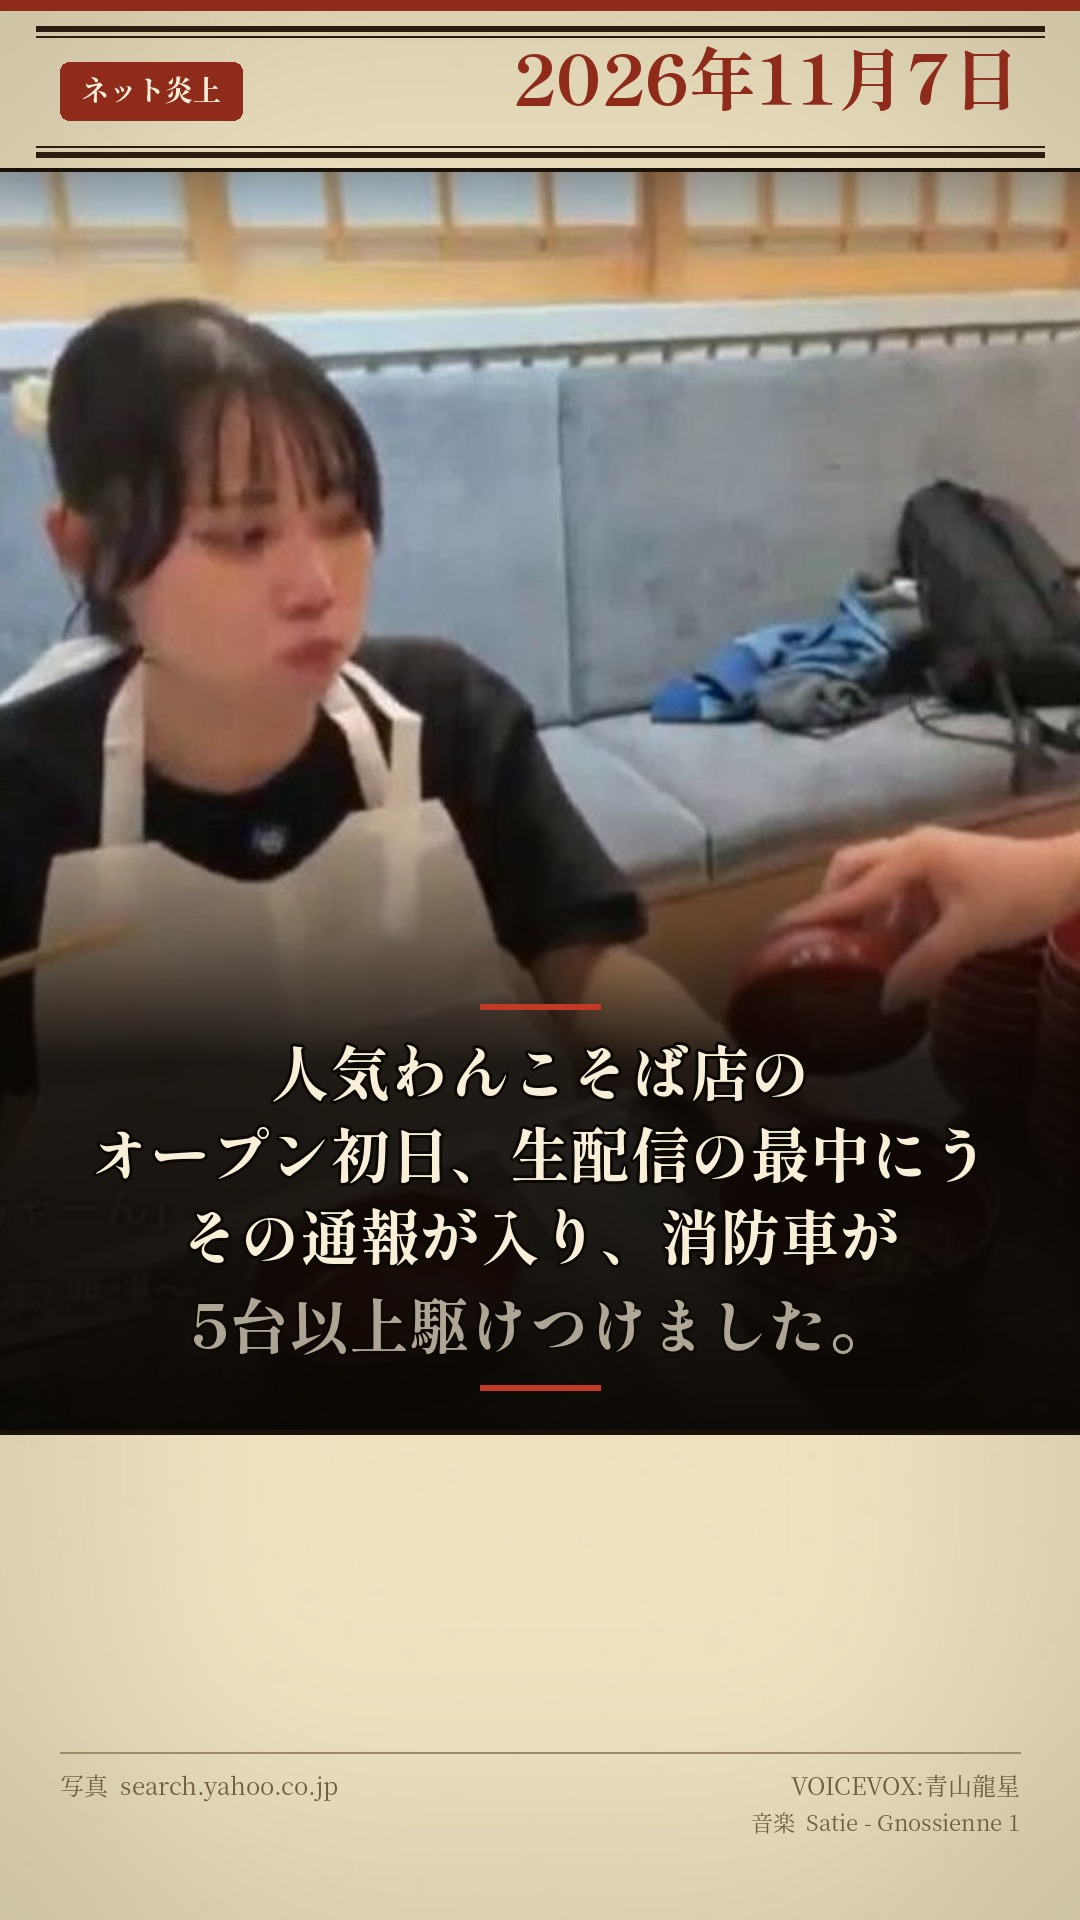 ネット炎上
2026年11月7日
人気わんこそば店の
オープン初日、生配信の最中にう
その通報が入り、消防車が
5台以上駆けつけました。
写真 search.yahoo.co.jp
VOICEVOX:青山龍星
音楽 Satie - Gnossienne 1